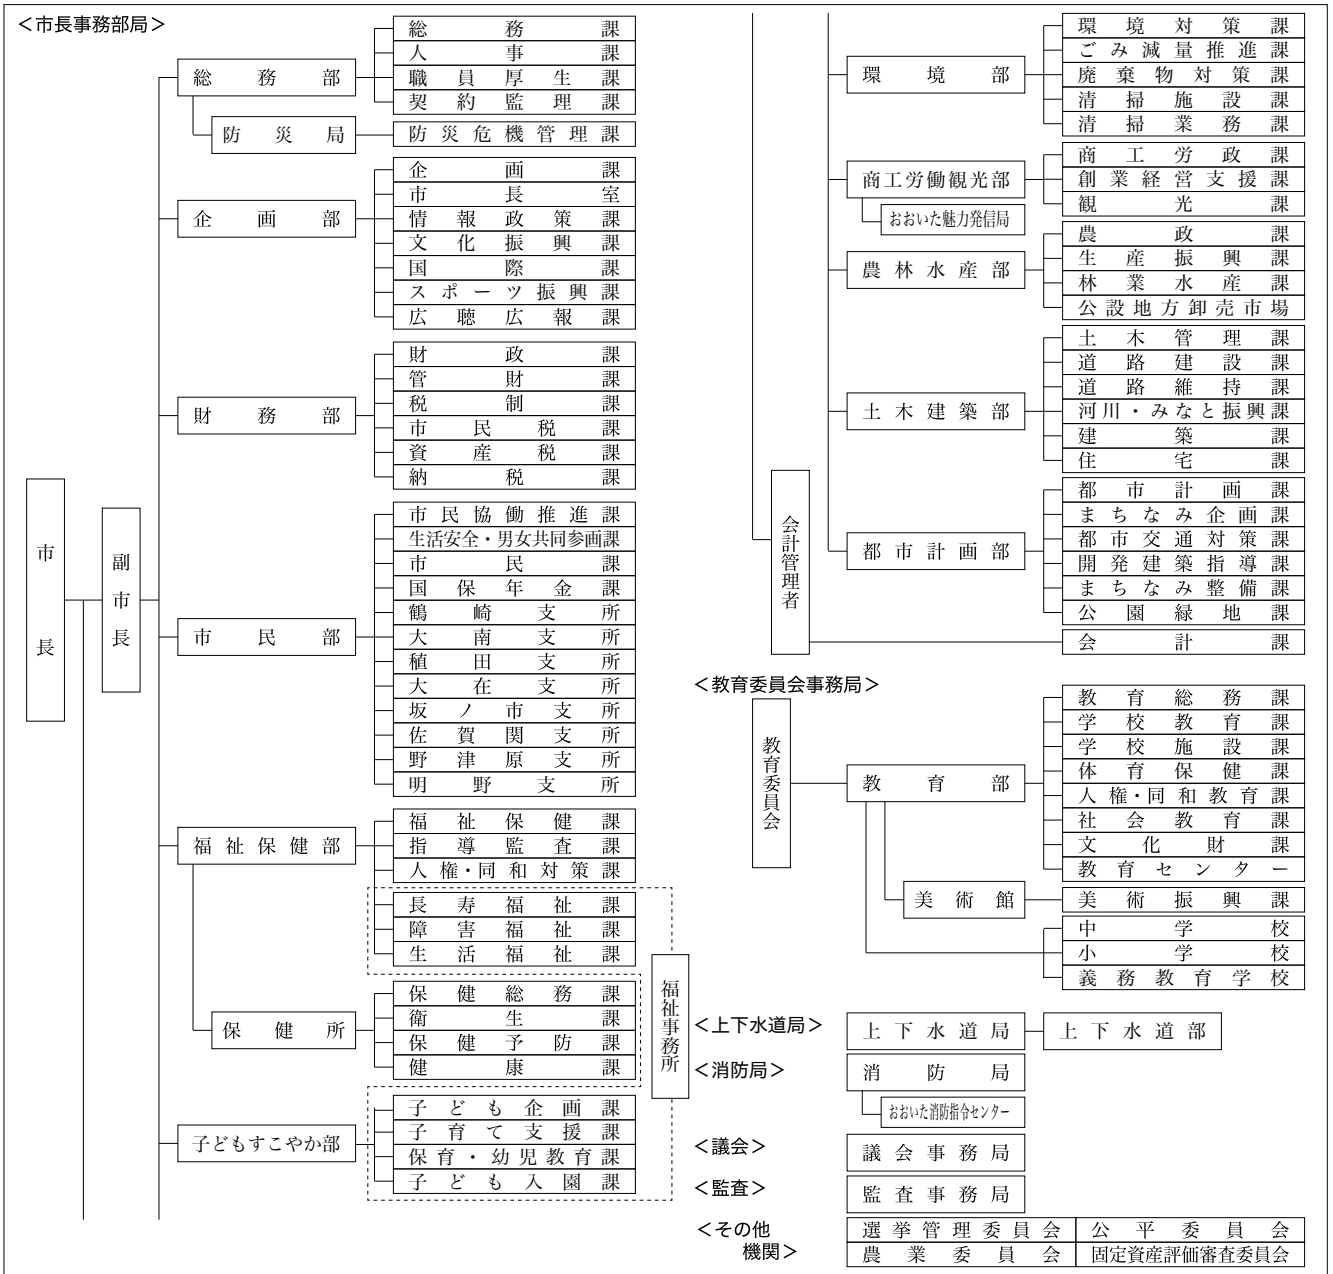 ＜市長事務部局＞
市長
副市長
総務部
総務課
人事課
職員厚生課
契約監理課
防災局
防災危機管理課
企画部
企画課
市長室
情報政策課
文化振興課
国際課
スポーツ振興課
広聴広報課
財務部
財政課
管財課
税制課
市民税課
資産税課
納税課
市民部
市民協働推進課
生活安全・男女共同参画課
市民課
国保年金課
鶴崎支所
大南支所
稙田支所
大在支所
坂ノ市支所
佐賀関支所
野津原支所
明野支所
福祉保健部
福祉保健課
指導監査課
人権・同和対策課
長寿福祉課
障害福祉課
生活福祉課
福祉事務所
保健所
保健総務課
衛生課
保健予防課
健康課
子どもすこやか部
子ども企画課
子育て支援課
保育・幼児教育課
子ども入園課
環境部
環境対策課
ごみ減量推進課
廃棄物対策課
清掃施設課
清掃業務課
商工労働観光部
商工労政課
創業経営支援課
観光課
おおいた魅力発信局
農林水産部
農政課
生産振興課
林業水産課
公設地方卸売市場
土木建築部
土木管理課
道路建設課
道路維持課
河川・みなと振興課
建築課
住宅課
都市計画部
都市計画課
まちなみ企画課
都市交通対策課
開発建築指導課
まちなみ整備課
公園緑地課
会計管理者
会計課
＜教育委員会事務局＞
教育委員会
教育部
教育総務課
学校教育課
学校施設課
体育保健課
人権・同和教育課
社会教育課
文化財課
教育センター
美術館
美術振興課
中学校
小学校
義務教育学校
＜上下水道局＞
上下水道局
上下水道部
＜消防局＞
消防局
おおいた消防指令センター
＜議会＞
議会事務局
＜監査＞
監査事務局
＜その他
機関＞
選挙管理委員会
公平委員会
農業委員会
固定資産評価審査委員会